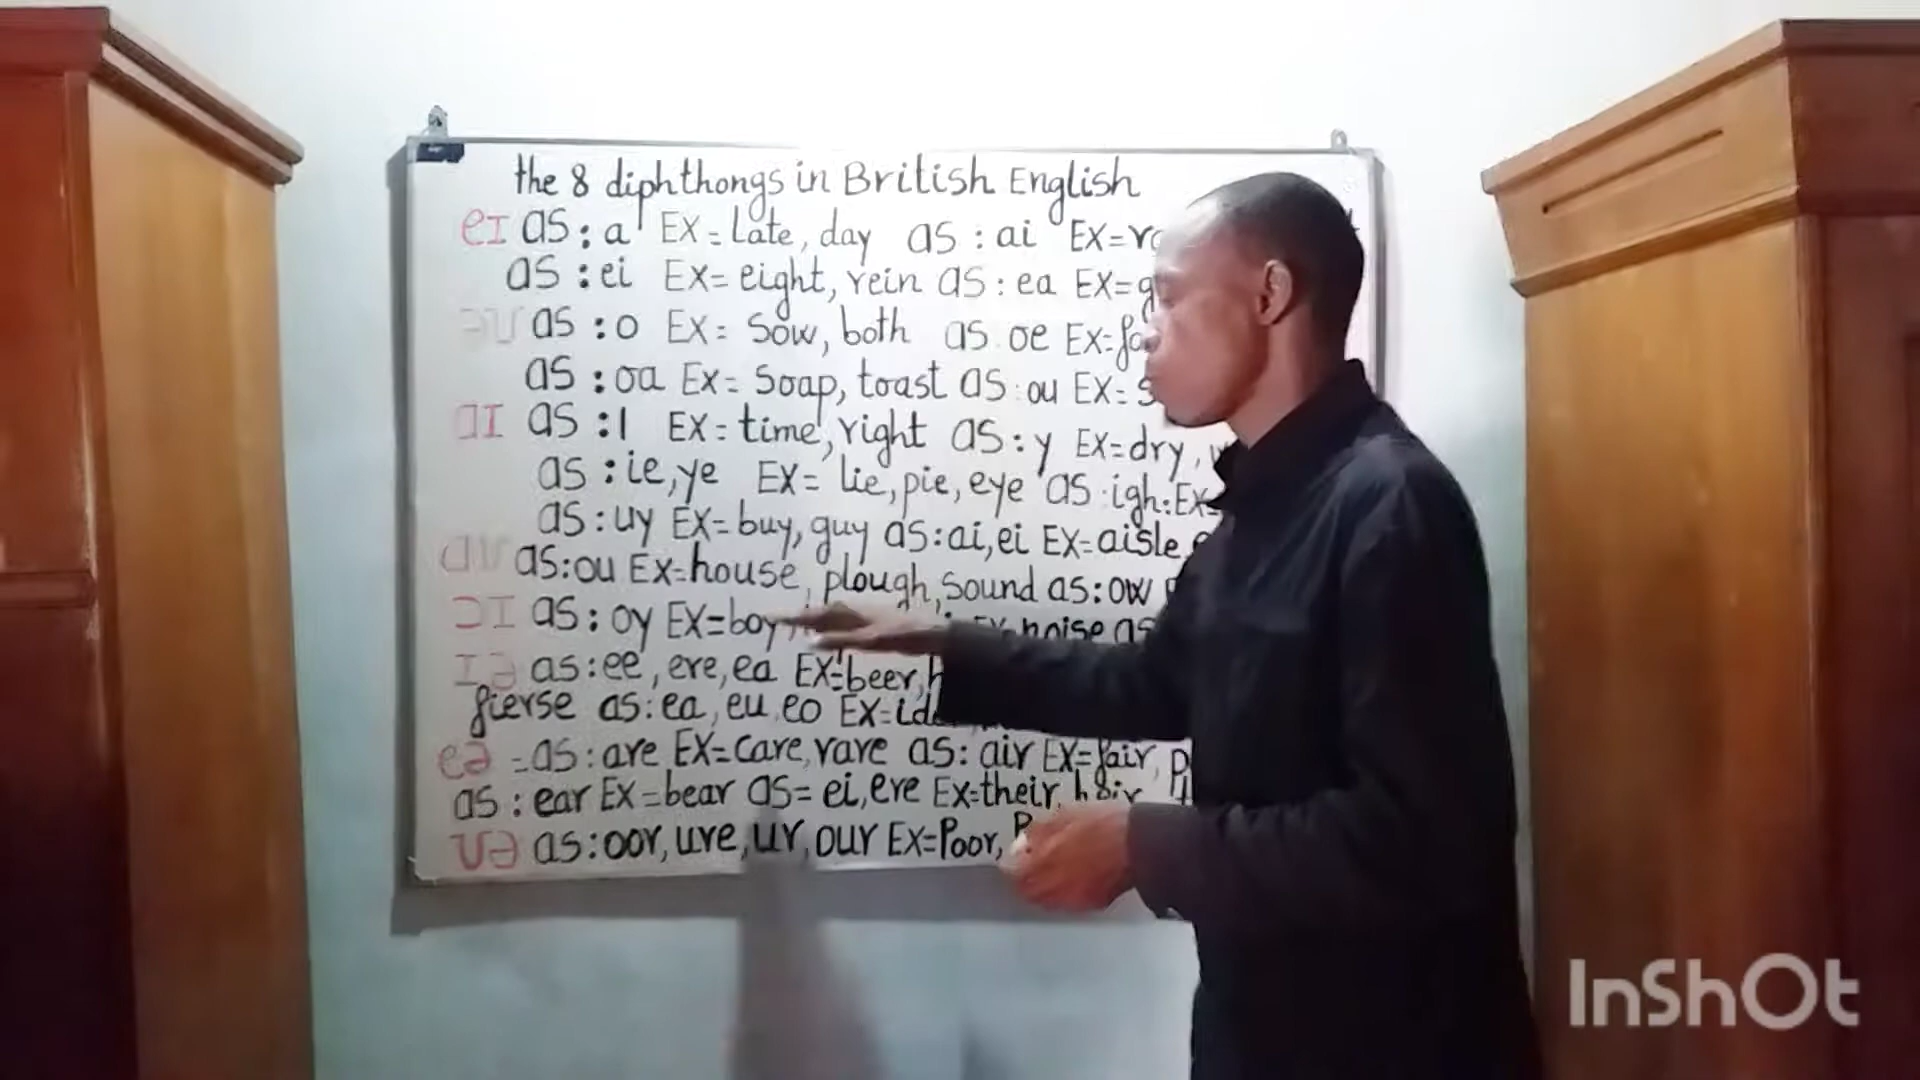 the 8 diphthongs in British English
eI as : a Ex = Late, day as : ai Ex=
as : ei Ex= eight, rein as : ea Ex=
əʊ as : o Ex = Sow, both as oe Ex=
as : oa Ex= Soap, toast as : ou Ex=
aI as : I Ex = time, right as : y Ex= dry,
as : ie, ye Ex= lie, pie, eye as : igh: Ex=
as : uy Ex= buy, guy as : ai, ei Ex= aisle
aʊ as: ou Ex=house, plough, sound as: ow
ɔI as: oy Ex=boy Ex=noise as
Iə as: ee, ere, ea Ex= beer,
fierse as: ea, eu, eo Ex=
eə = as: are Ex= Care, rare as: air Ex= fair,
as : ear Ex = bear as= ei, ere Ex=their,
ʊə as: oor, ure, ur, our Ex=Poor,
InShOt